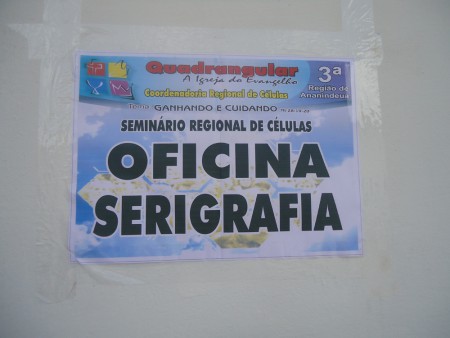 Quadrangular
A Igreja do Evangelho
Coordenadoria Regional de Células
3ª
Região de
Ananindeua
GANHANDO E CUIDANDO
SEMINÁRIO REGIONAL DE CÉLULAS
OFICINA
SERIGRAFIA